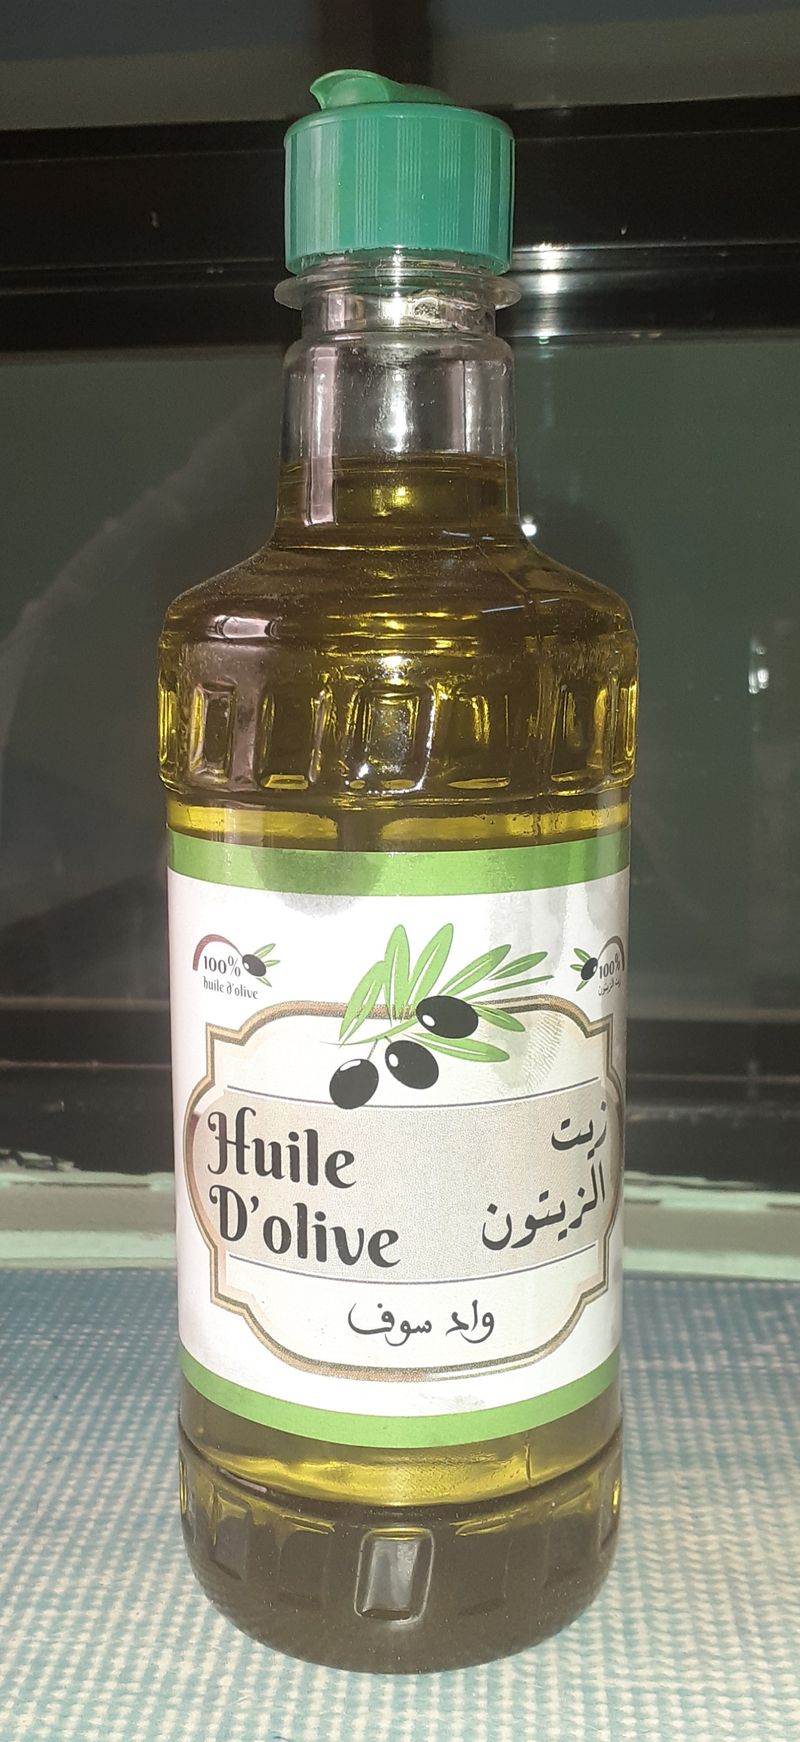 100%
huile d'olive
100%
زيت الزيتون
Huile
D'olive
زيت
الزيتون
واد سوف